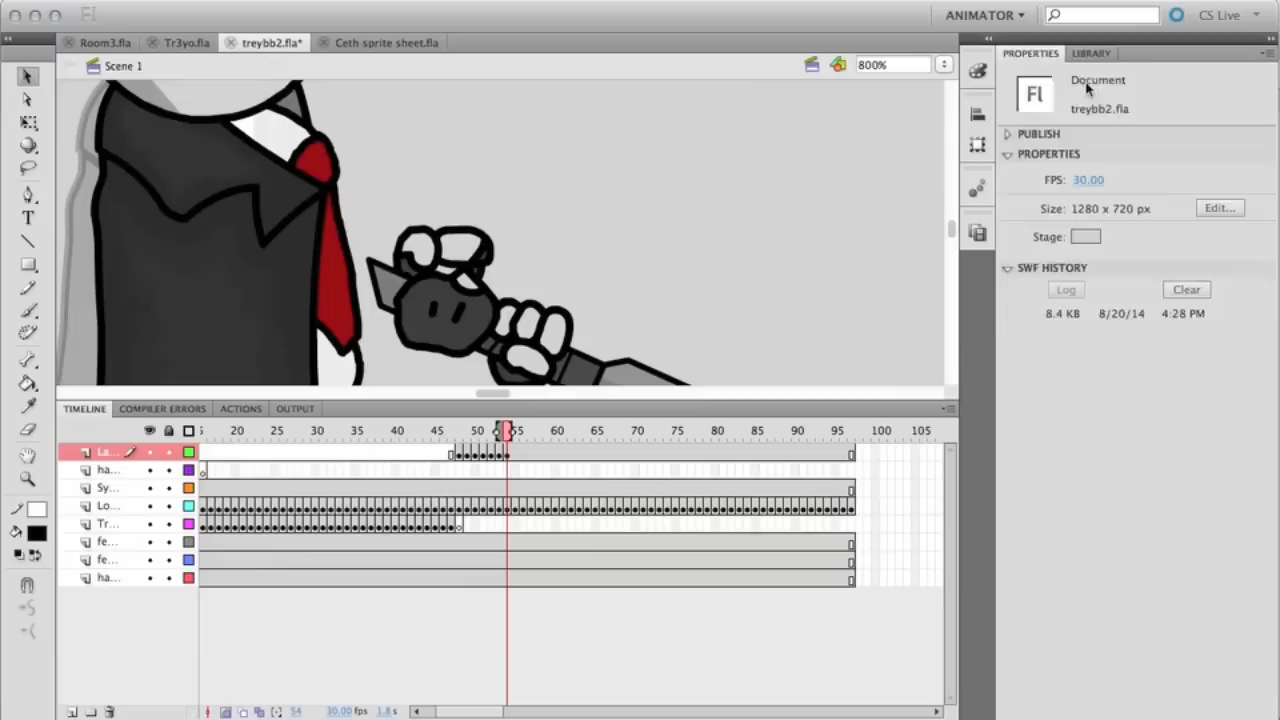 Fl ANIMATOR CS Live
Room3.fla Tr3yo.fla treybb2.fla* Ceth sprite sheet.fla
Scene 1 800%
PROPERTIES LIBRARY
Fl Document
treybb2.fla
PUBLISH
PROPERTIES
FPS: 30.00
Size: 1280 x 720 px Edit...
Stage:
SWF HISTORY
Log Clear
8.4 KB 8/20/14 4:28 PM
T
TIMELINE COMPILER ERRORS ACTIONS OUTPUT
5 20 25 30 35 40 45 50 55 60 65 70 75 80 85 90 95 100 105
La...
ha...
Sy...
Lo...
Tr...
fe...
fe...
ha...
54 30.00 fps 1.8 s